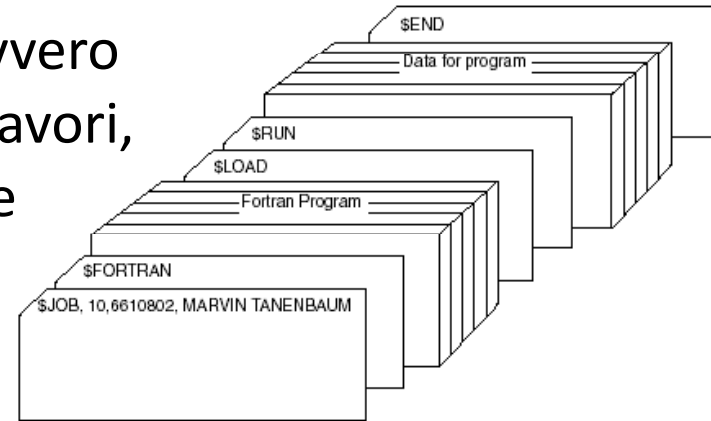 vvero
avori,
e
$END
Data for program
$RUN
$LOAD
Fortran Program
$FORTRAN
$JOB, 10,6610802, MARVIN TANENBAUM